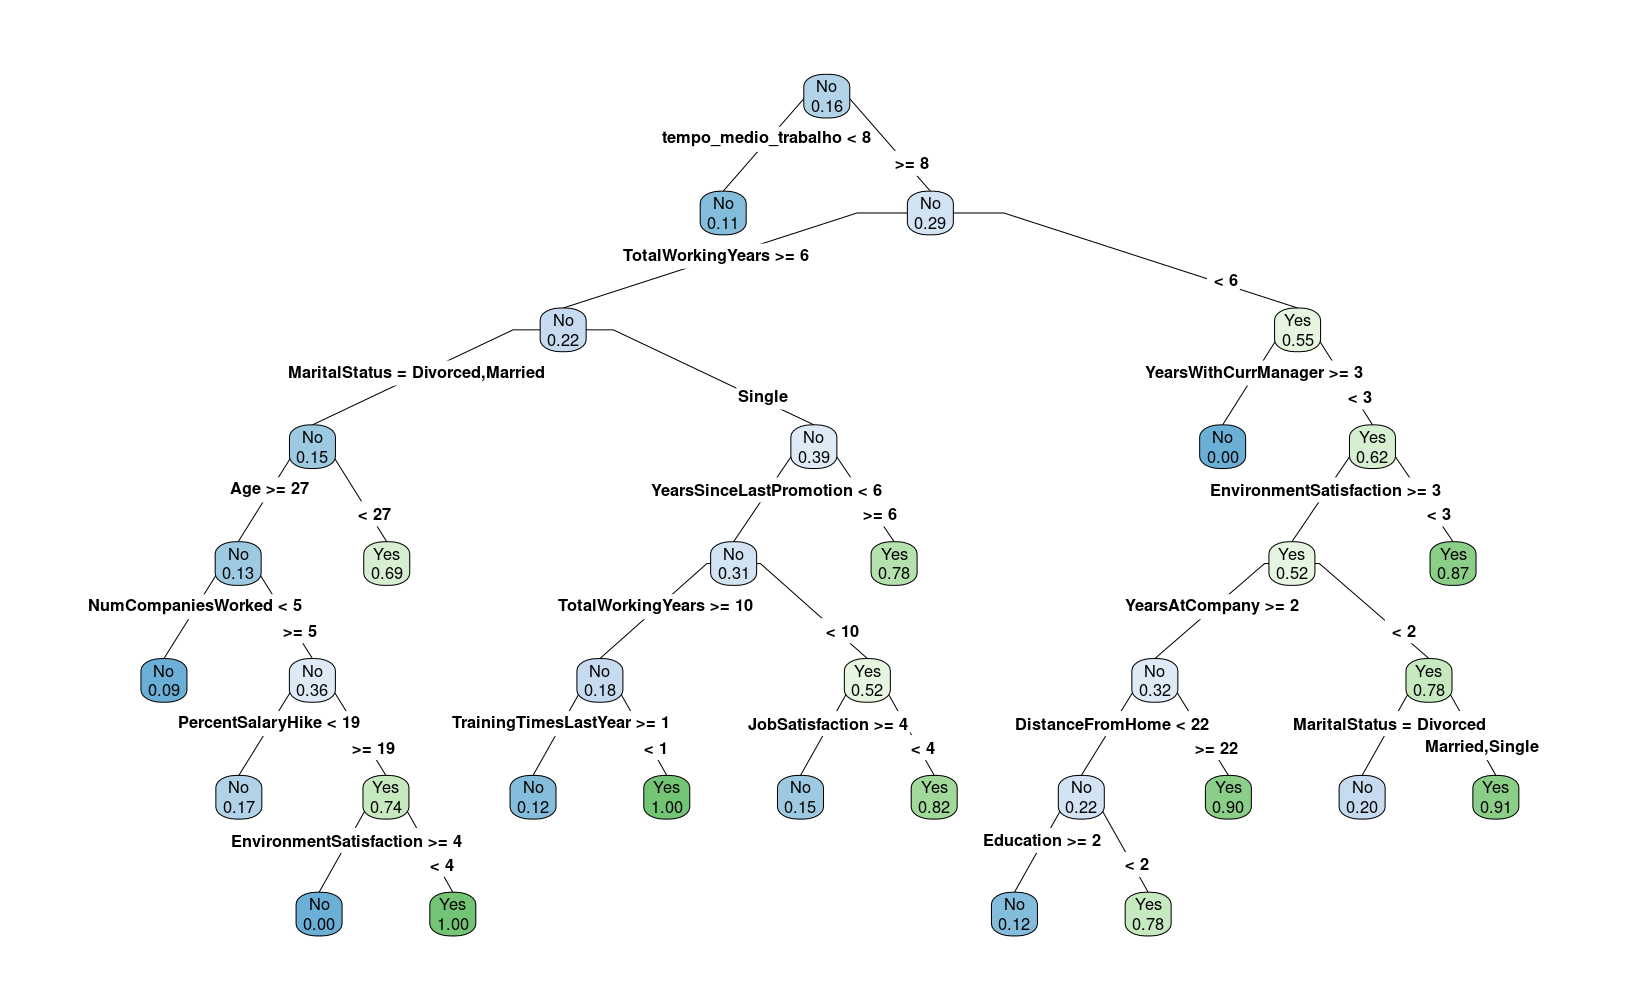 No
0.16
tempo_medio_trabalho < 8
>= 8
No
0.11
No
0.29
TotalWorkingYears >= 6
< 6
No
0.22
Yes
0.55
MaritalStatus = Divorced,Married
Single
YearsWithCurrManager >= 3
< 3
No
0.15
No
0.39
No
0.00
Yes
0.62
Age >= 27
< 27
YearsSinceLastPromotion < 6
>= 6
EnvironmentSatisfaction >= 3
< 3
No
0.13
Yes
0.69
No
0.31
Yes
0.78
Yes
0.52
Yes
0.87
NumCompaniesWorked < 5
>= 5
TotalWorkingYears >= 10
< 10
YearsAtCompany >= 2
< 2
No
0.09
No
0.36
No
0.18
Yes
0.52
No
0.32
Yes
0.78
PercentSalaryHike < 19
>= 19
TrainingTimesLastYear >= 1
< 1
JobSatisfaction >= 4
< 4
DistanceFromHome < 22
>= 22
MaritalStatus = Divorced
Married,Single
No
0.17
Yes
0.74
No
0.12
Yes
1.00
No
0.15
Yes
0.82
No
0.22
Yes
0.90
No
0.20
Yes
0.91
EnvironmentSatisfaction >= 4
< 4
Education >= 2
< 2
No
0.00
Yes
1.00
No
0.12
Yes
0.78